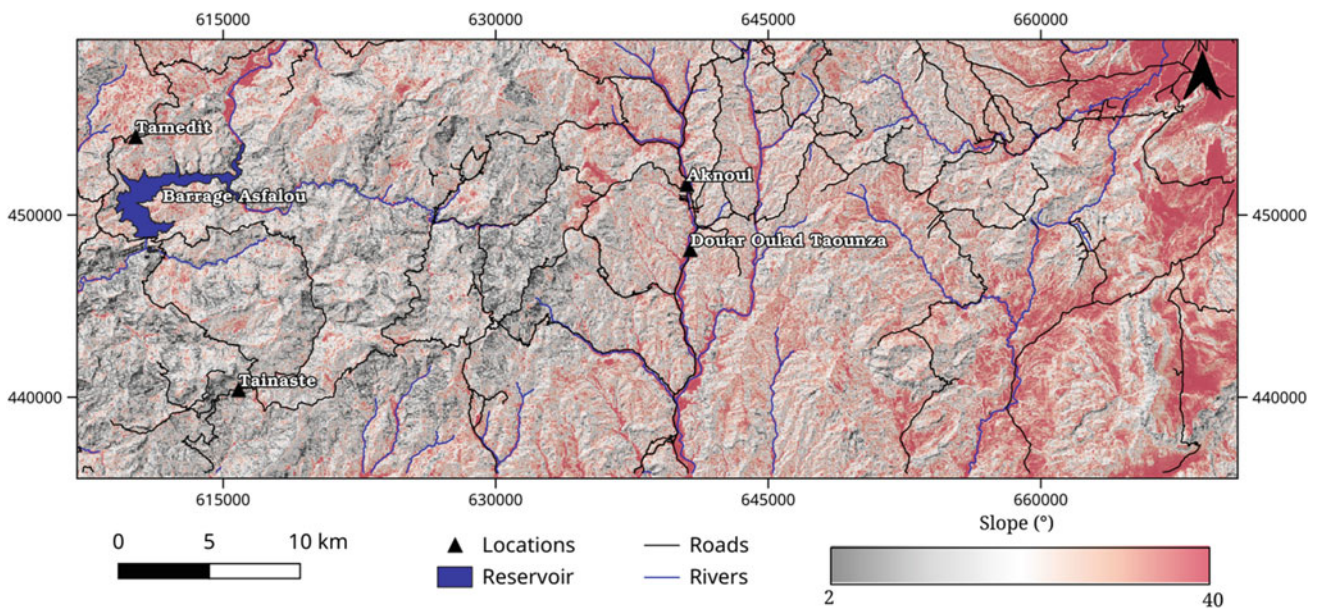 615000 630000 645000 660000
N
Tamedit
Aknoul
Barrage Asfalou
450000 450000
Douar Oulad Taounza
Tainaste
440000 440000
615000 630000 645000 660000
Slope (°)
0 5 10 km
Locations
Roads
Reservoir
Rivers
2 40